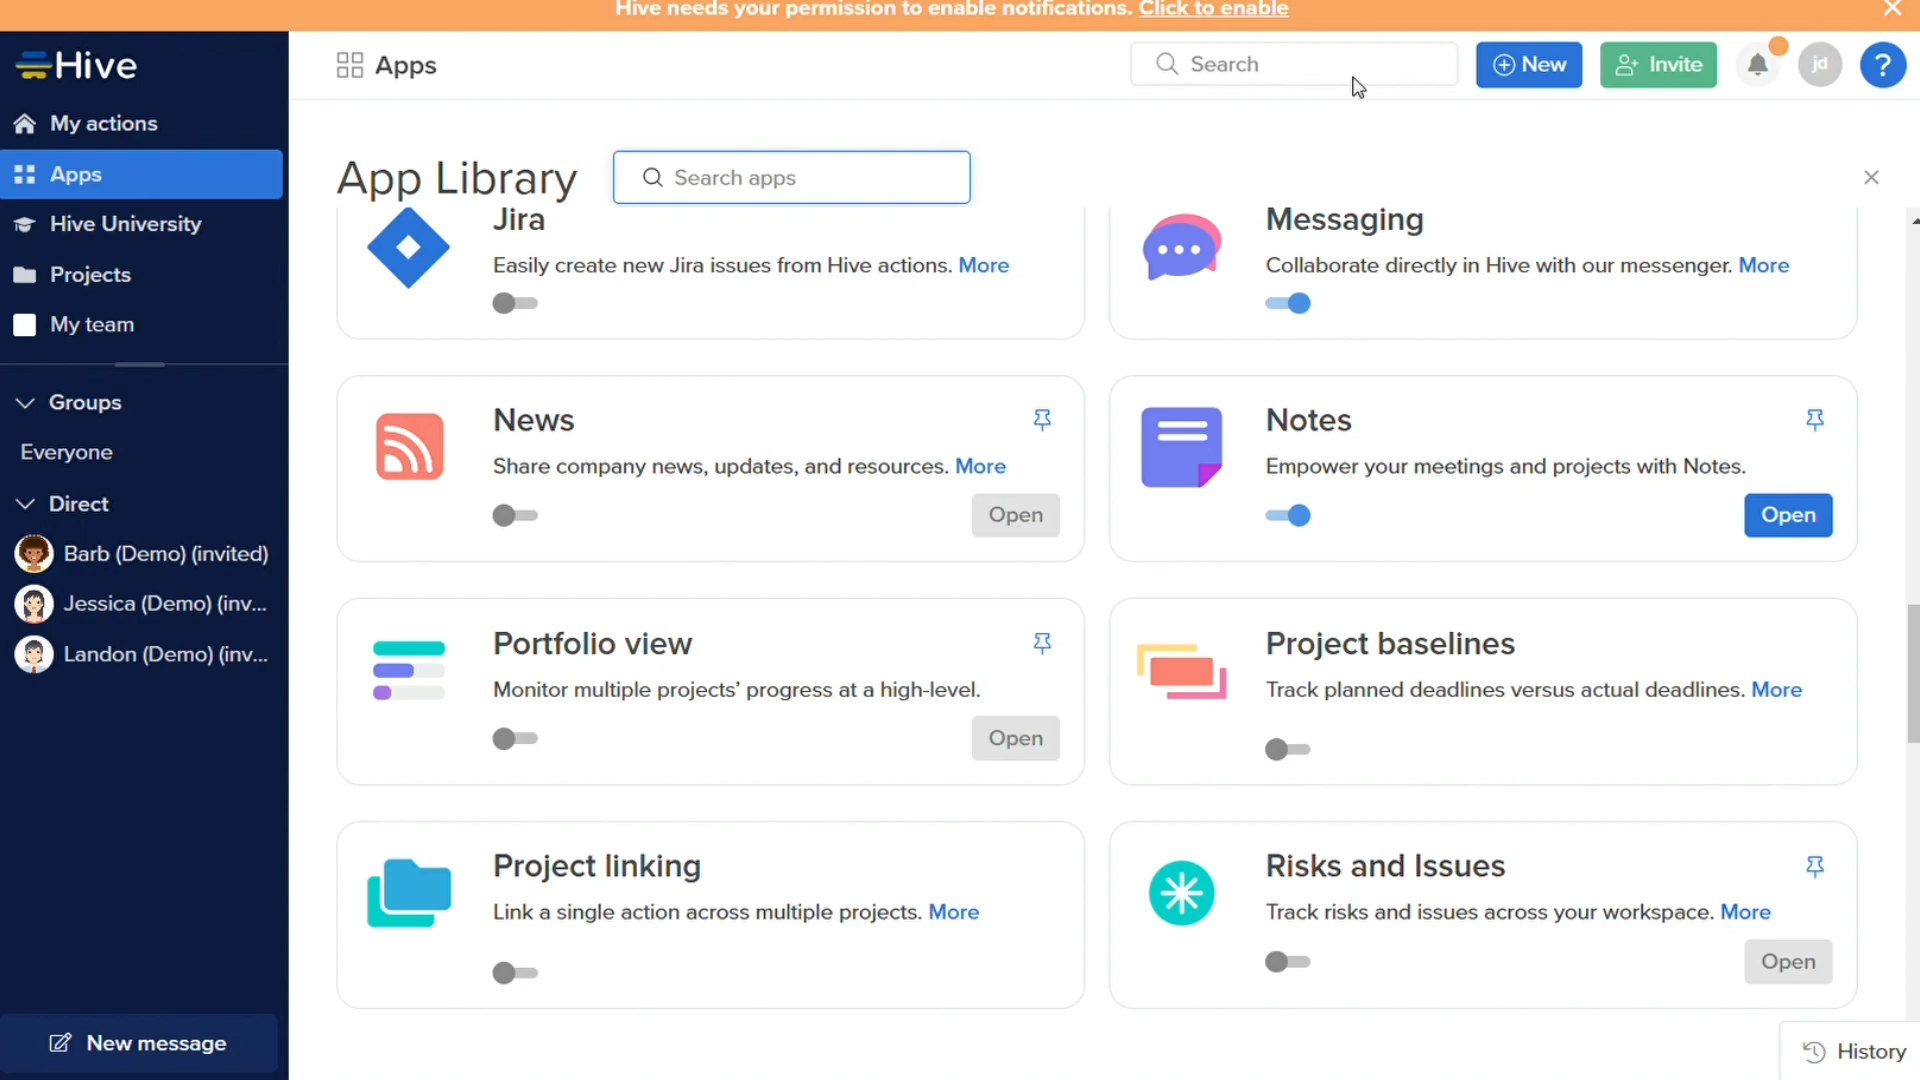 Hive needs your permission to enable notifications. Click to enable
Hive
Apps
Search
New
Invite
jd
?
My actions
Apps
Hive University
Projects
My team
Groups
Everyone
Direct
Barb (Demo) (invited)
Jessica (Demo) (inv...
Landon (Demo) (inv...
New message
App Library
Search apps
Jira
Easily create new Jira issues from Hive actions. More
Messaging
Collaborate directly in Hive with our messenger. More
News
Share company news, updates, and resources. More
Open
Notes
Empower your meetings and projects with Notes.
Open
Portfolio view
Monitor multiple projects’ progress at a high-level.
Open
Project baselines
Track planned deadlines versus actual deadlines. More
Project linking
Link a single action across multiple projects. More
Risks and Issues
Track risks and issues across your workspace. More
Open
History